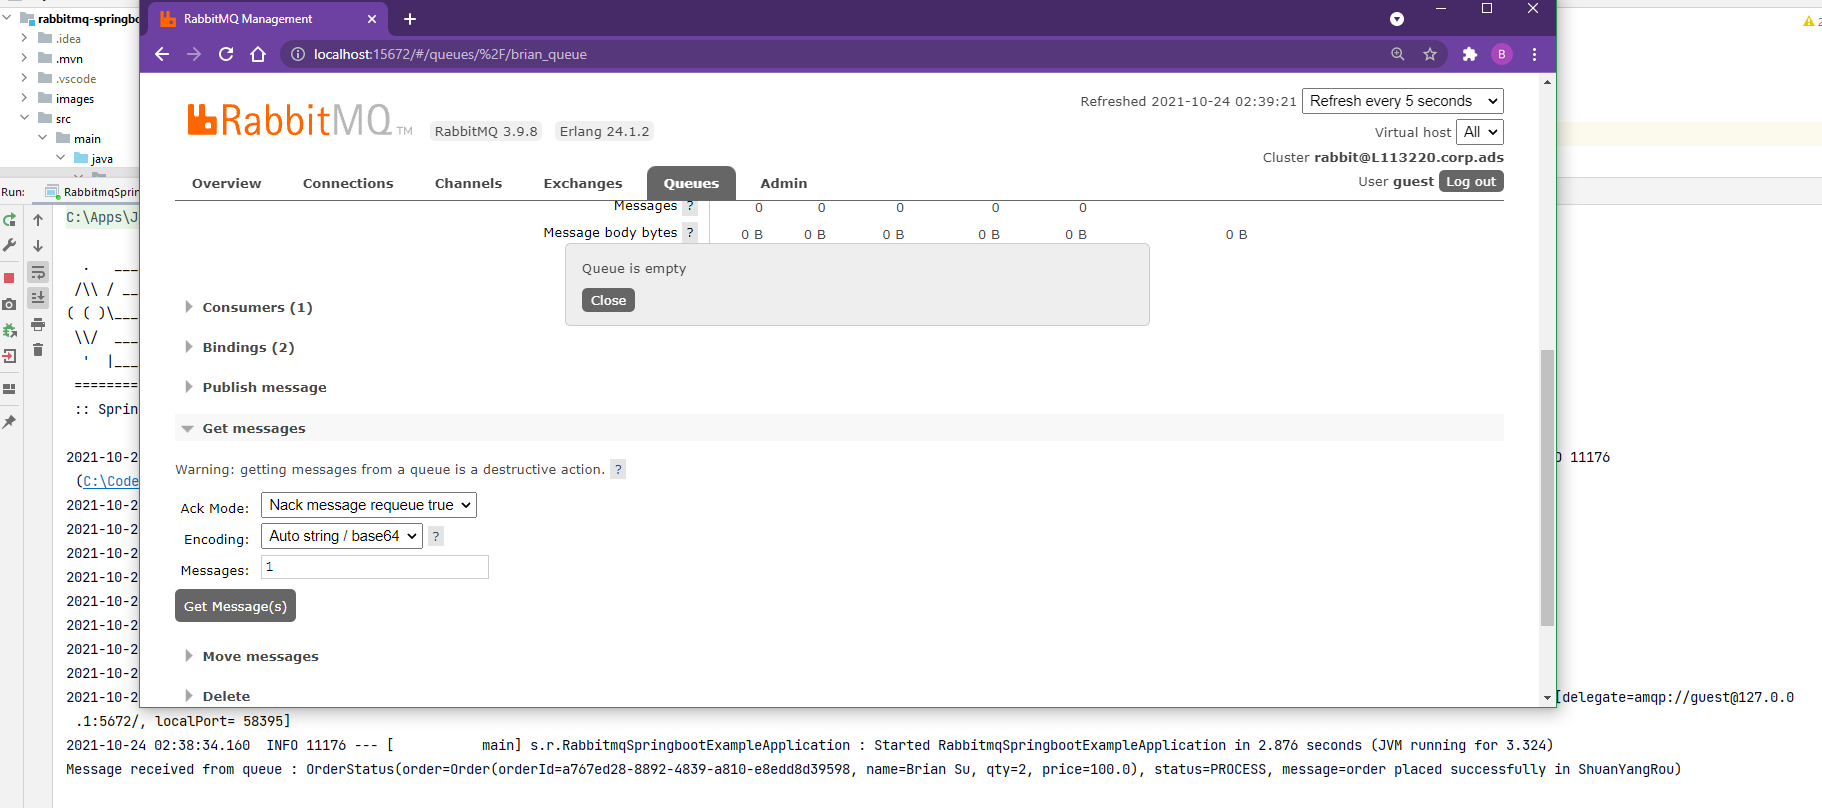 RabbitMQ Management
localhost:15672/#/queues/%2F/brian_queue
B
rabbitmq-springboo
.idea
.mvn
.vscode
images
src
main
java
2
RabbitMQ TM
RabbitMQ 3.9.8
Erlang 24.1.2
Refreshed 2021-10-24 02:39:21
Refresh every 5 seconds
Virtual host All
Cluster rabbit@L113220.corp.ads
User guest Log out
Overview
Connections
Channels
Exchanges
Queues
Admin
Messages ? 0 0 0 0 0
Message body bytes ? 0 B 0 B 0 B 0 B 0 B 0 B
Queue is empty
Close
Consumers (1)
Bindings (2)
Publish message
Get messages
Warning: getting messages from a queue is a destructive action. ?
Ack Mode: Nack message requeue true
Encoding: Auto string / base64 ?
Messages: 1
Get Message(s)
Move messages
Delete
Run: RabbitmqSprin
C:\Apps\J
. ___
/\\ / __
( ( )\___
\\/ ___
' |___
=========
:: Sprin
2021-10-2
11176
(C:\Code
2021-10-2
2021-10-2
2021-10-2
2021-10-2
2021-10-2
2021-10-2
2021-10-2
2021-10-2
2021-10-2
[delegate=amqp://guest@127.0.0
.1:5672/, localPort= 58395]
2021-10-24 02:38:34.160 INFO 11176 --- [ main] s.r.RabbitmqSpringbootExampleApplication : Started RabbitmqSpringbootExampleApplication in 2.876 seconds (JVM running for 3.324)
Message received from queue : OrderStatus(order=Order(orderId=a767ed28-8892-4839-a810-e8edd8d39598, name=Brian Su, qty=2, price=100.0), status=PROCESS, message=order placed successfully in ShuanYangRou)